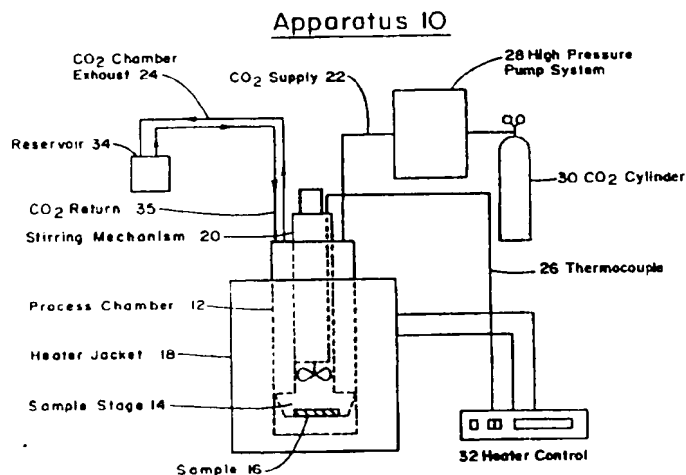 Apparatus 10
CO2 Chamber
Exhaust 24
CO2 Supply 22
28 High Pressure
Pump System
Reservoir 34
30 CO2 Cylinder
CO2 Return 35
Stirring Mechanism 20
26 Thermocouple
Process Chamber 12
Heater Jacket 18
Sample Stage 14
Sample 16
32 Heater Control